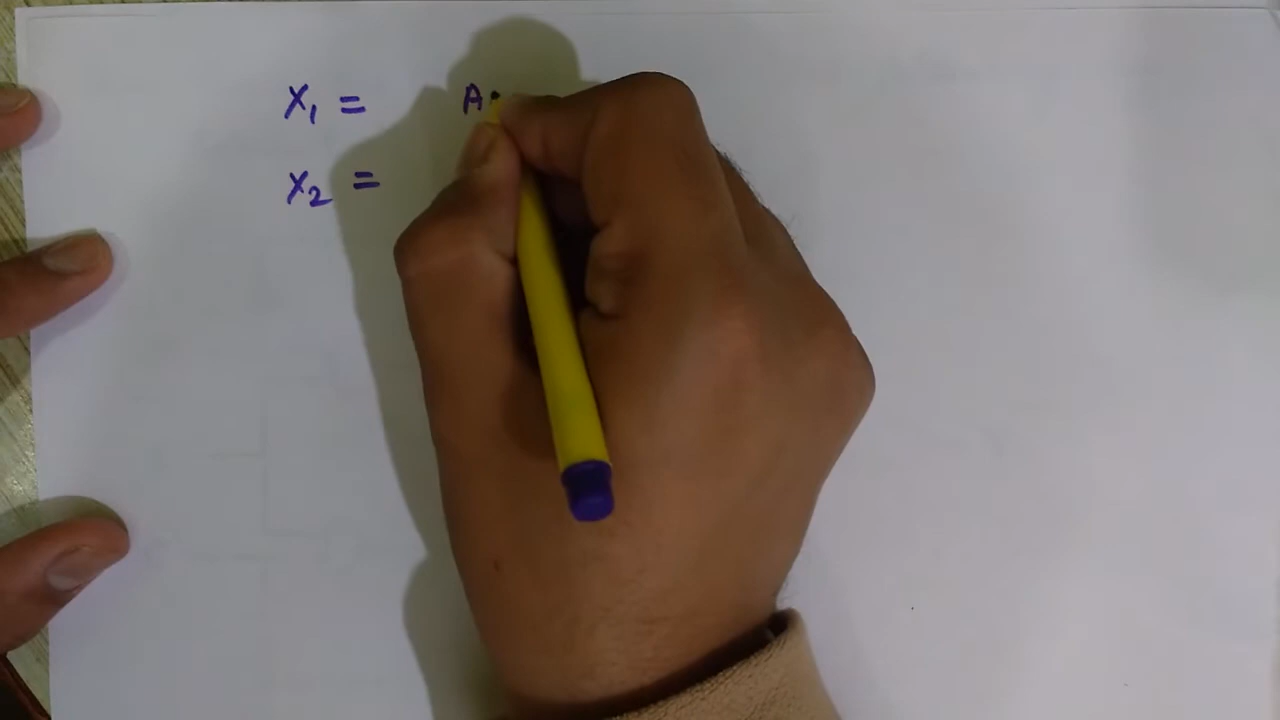 X₁ = A
X₂ =